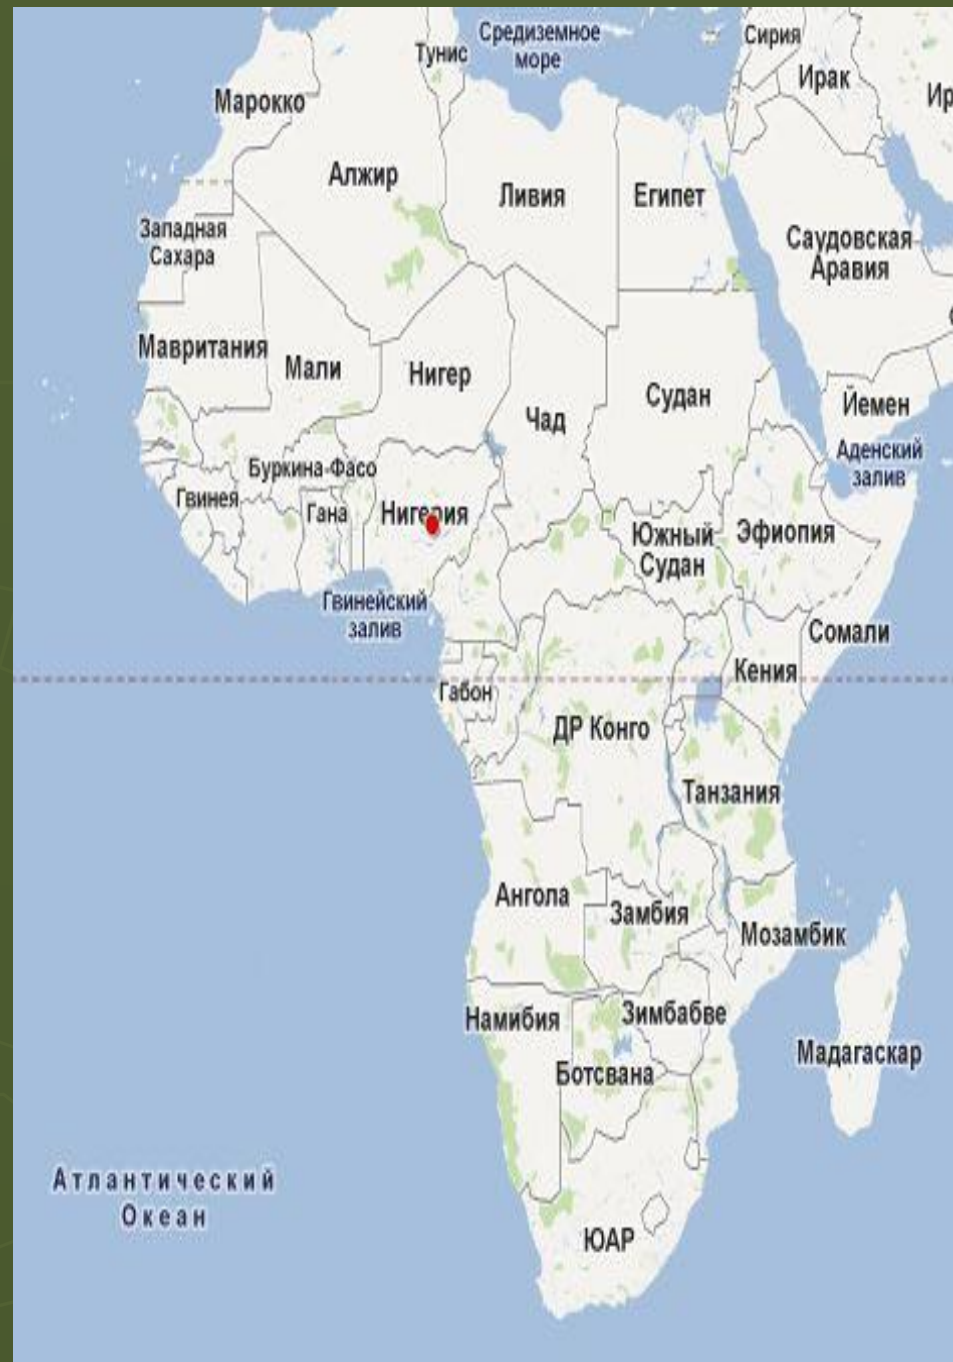 Средиземное
море
Тунис
Сирия
Ирак
Ир
Марокко
Алжир
Ливия
Египет
Западная
Сахара
Саудовская
Аравия
Мавритания
Мали
Нигер
Чад
Судан
Йемен
Аденский
залив
Буркина-Фасо
Гвинея
Гана
Нигерия
Южный
Судан
Эфиопия
Гвинейский
залив
Сомали
Кения
Габон
ДР Конго
Танзания
Ангола
Замбия
Мозамбик
Намибия
Зимбабве
Мадагаскар
Ботсвана
Атлантический
Океан
ЮАР